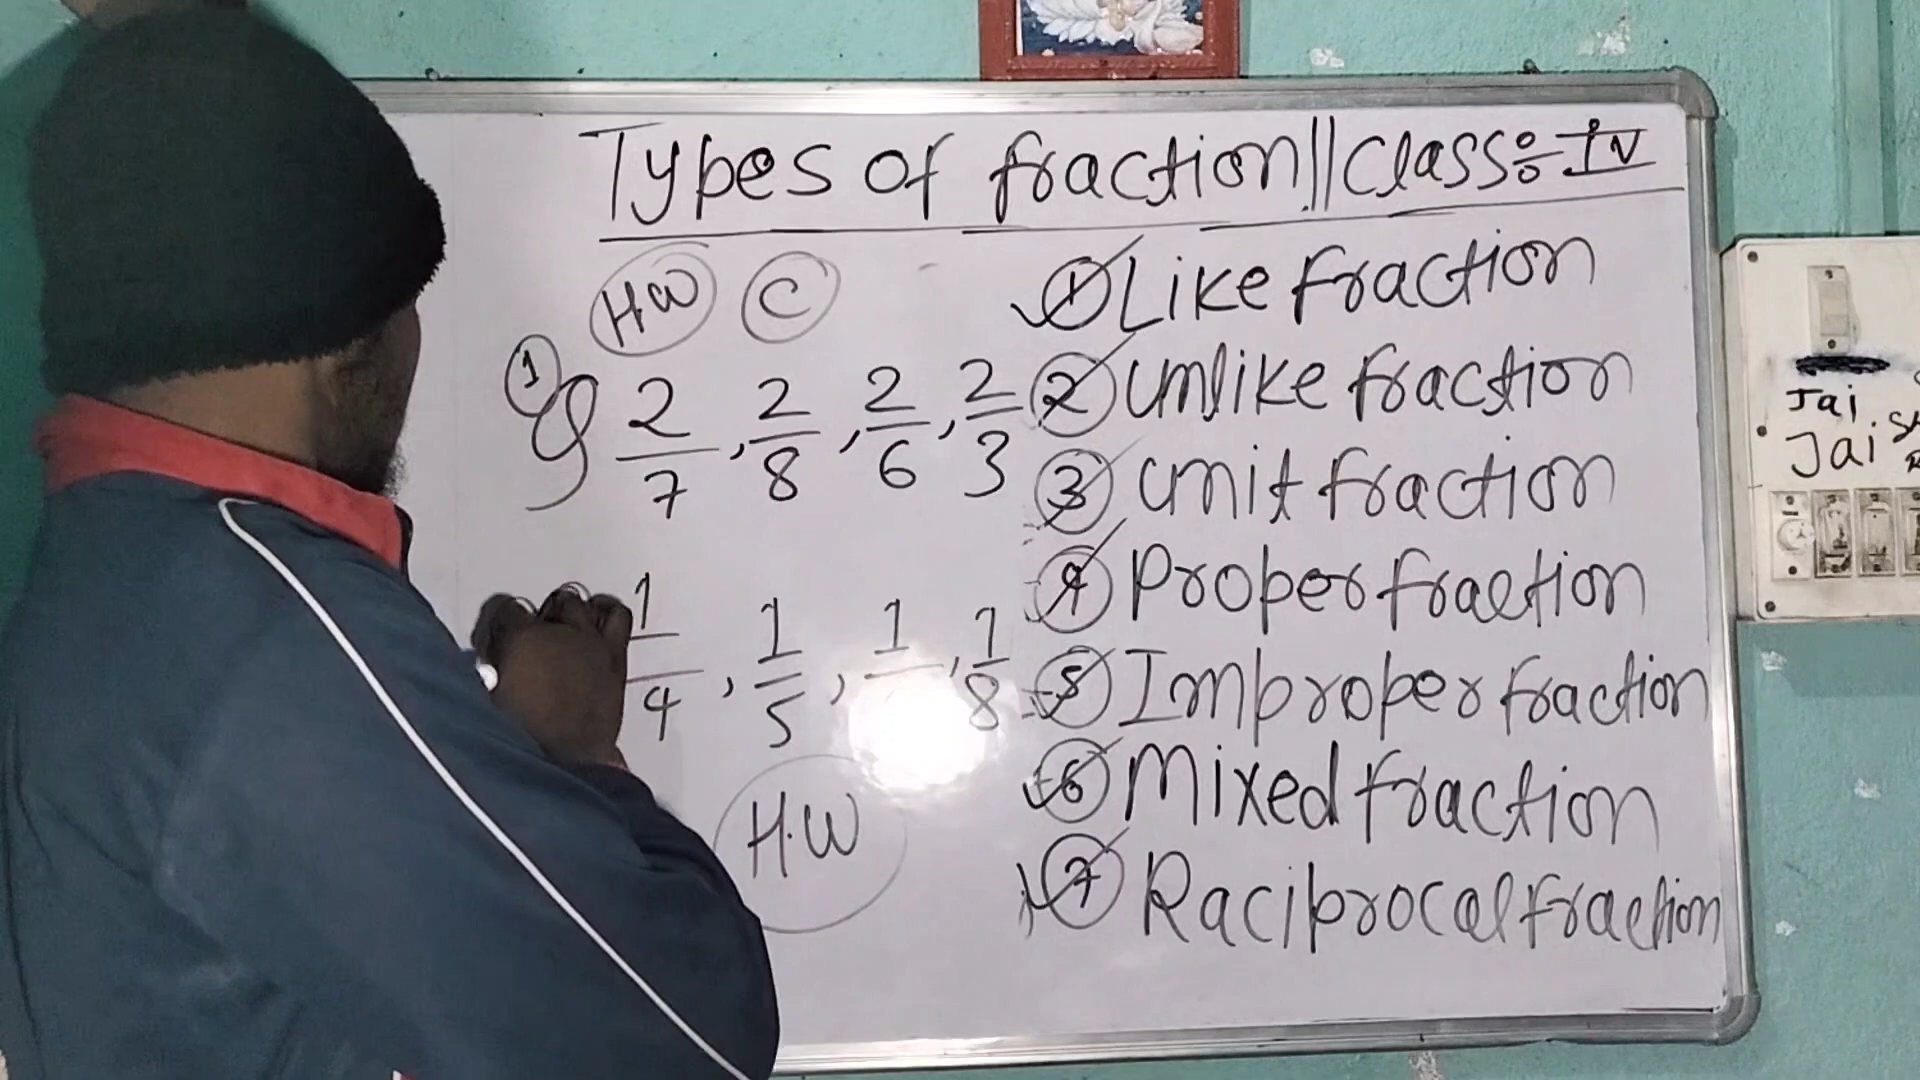 Types of fraction || Class:- IV
HW C
① 2/7, 2/8, 2/6, 2/3
1/4, 1/5, 1/, 1/8
H.W
① Like fraction
② unlike fraction
③ unit fraction
④ Proper fraction
⑤ Improper fraction
⑥ Mixed fraction
⑦ Raciprocal fraction
Jai
Jai